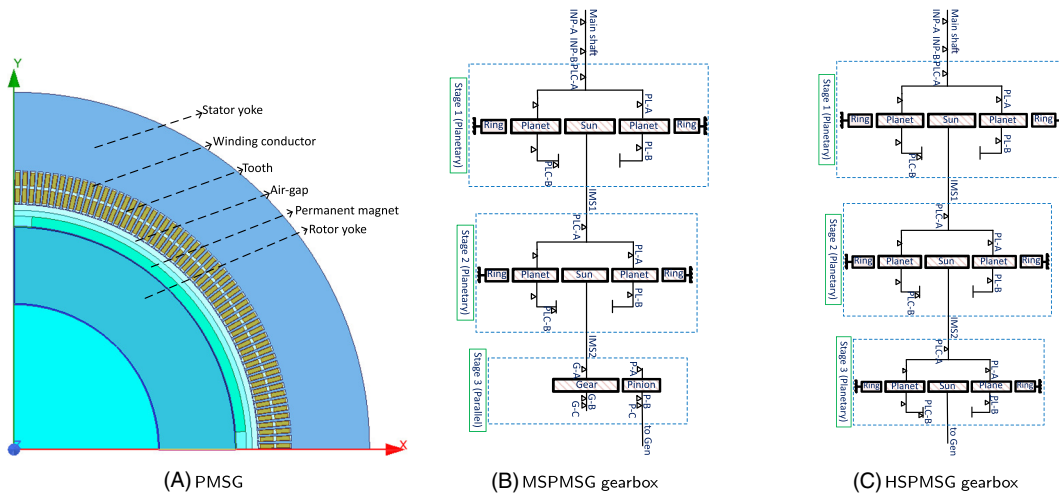 Y
Stator yoke
Winding conductor
Tooth
Air-gap
Permanent magnet
Rotor yoke
Z
X
(A) PMSG
Main shaft
INP-A
INP-B
PLC-A
Stage 1 (Planetary)
PL-A
Ring
Planet
Sun
Planet
Ring
PL-B
PLC-B
IMS1
PLC-A
Stage 2 (Planetary)
PL-A
Ring
Planet
Sun
Planet
Ring
PL-B
PLC-B
IMS2
Stage 3 (Parallel)
G-A
P-A
Gear
Pinion
G-B
G-C
P-B
P-C
to Gen
(B) MSPMSG gearbox
Main shaft
INP-A
INP-B
PLC-A
Stage 1 (Planetary)
PL-A
Ring
Planet
Sun
Planet
Ring
PL-B
PLC-B
IMS1
PLC-A
Stage 2 (Planetary)
PL-A
Ring
Planet
Sun
Planet
Ring
PL-B
PLC-B
IMS2
PLC-A
Stage 3 (Planetary)
PL-A
Ring
Planet
Sun
Plane
Ring
PL-B
PLC-B
to Gen
(C) HSPMSG gearbox